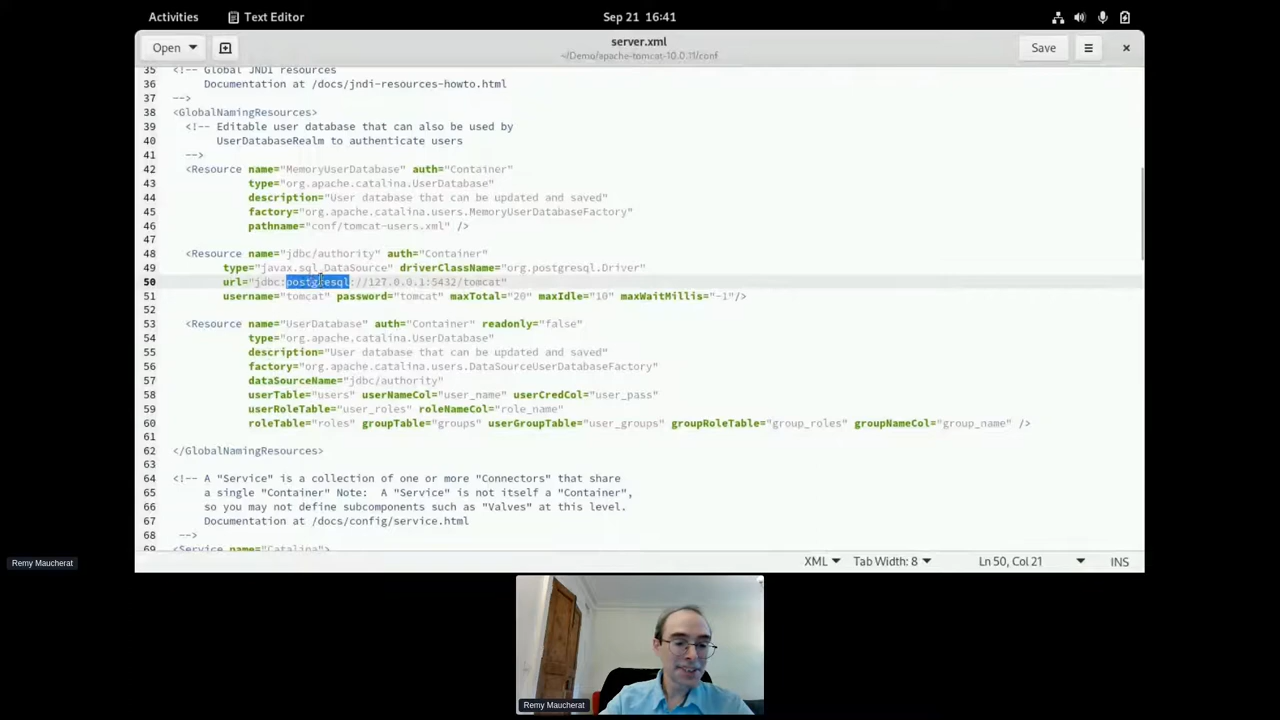 Activities
Text Editor
Sep 21 16:41
Open
server.xml
~/Demo/apache-tomcat-10.0.11/conf
Save
35 <!-- Global JNDI resources
36 Documentation at /docs/jndi-resources-howto.html
37 -->
38 <GlobalNamingResources>
39 <!-- Editable user database that can also be used by
40 UserDatabaseRealm to authenticate users
41 -->
42 <Resource name="MemoryUserDatabase" auth="Container"
43 type="org.apache.catalina.UserDatabase"
44 description="User database that can be updated and saved"
45 factory="org.apache.catalina.users.MemoryUserDatabaseFactory"
46 pathname="conf/tomcat-users.xml" />
47
48 <Resource name="jdbc/authority" auth="Container"
49 type="javax.sql.DataSource" driverClassName="org.postgresql.Driver"
50 url="jdbc:postgresql://127.0.0.1:5432/tomcat"
51 username="tomcat" password="tomcat" maxTotal="20" maxIdle="10" maxWaitMillis="-1"/>
52
53 <Resource name="UserDatabase" auth="Container" readonly="false"
54 type="org.apache.catalina.UserDatabase"
55 description="User database that can be updated and saved"
56 factory="org.apache.catalina.users.DataSourceUserDatabaseFactory"
57 dataSourceName="jdbc/authority"
58 userTable="users" userNameCol="user_name" userCredCol="user_pass"
59 userRoleTable="user_roles" roleNameCol="role_name"
60 roleTable="roles" groupTable="groups" userGroupTable="user_groups" groupRoleTable="group_roles" groupNameCol="group_name" />
61
62 </GlobalNamingResources>
63
64 <!-- A "Service" is a collection of one or more "Connectors" that share
65 a single "Container" Note: A "Service" is not itself a "Container",
66 so you may not define subcomponents such as "Valves" at this level.
67 Documentation at /docs/config/service.html
68 -->
69 <Service name="Catalina">
XML
Tab Width: 8
Ln 50, Col 21
INS
Remy Maucherat
Remy Maucherat